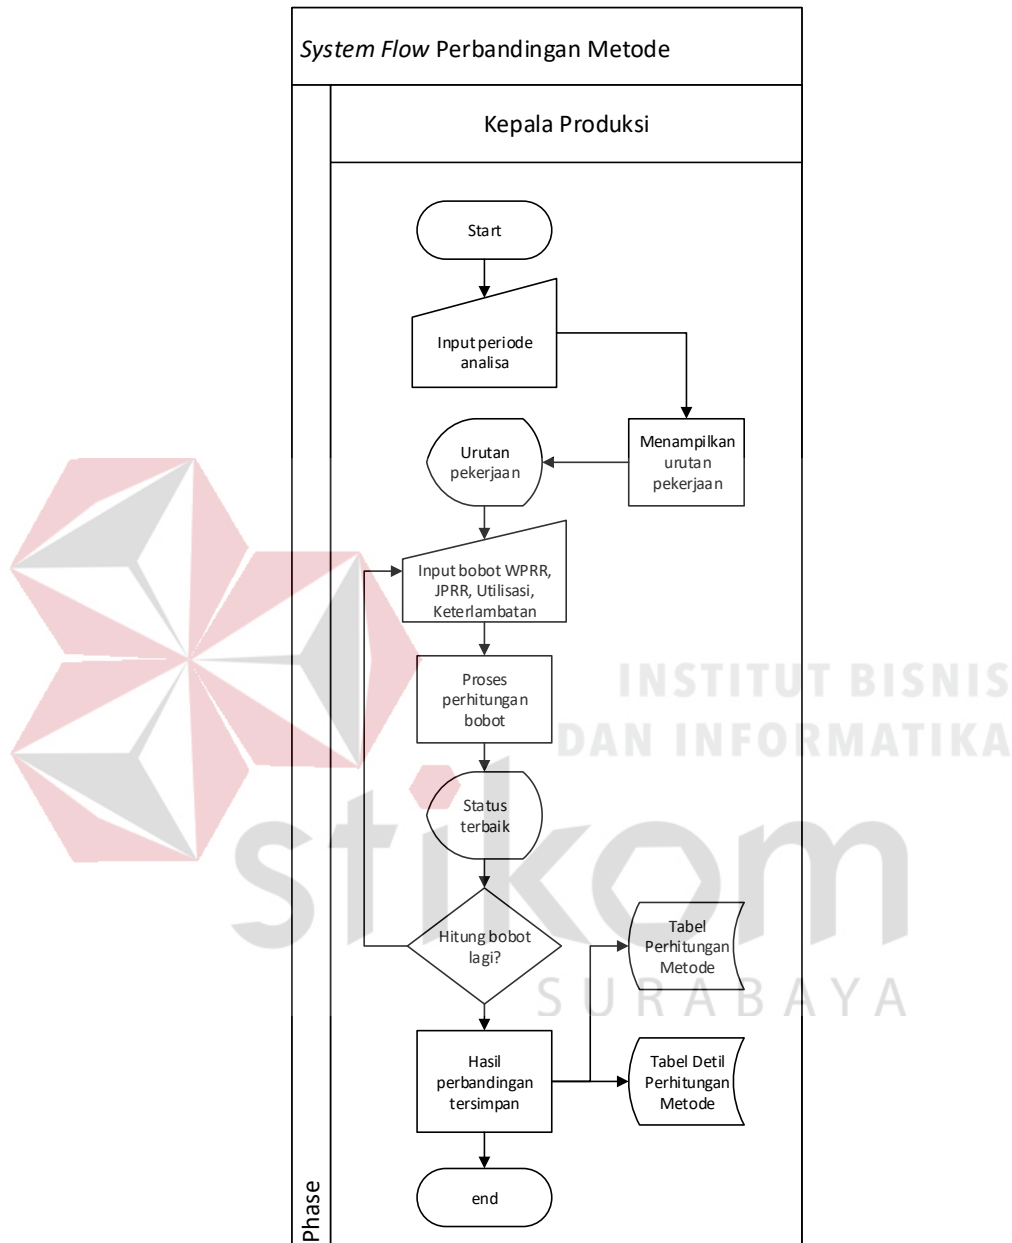 System Flow Perbandingan Metode
Kepala Produksi
Start
Input periode
analisa
Menampilkan
urutan
pekerjaan
Urutan
pekerjaan
Input bobot WPRR,
JPRR, Utilisasi,
Keterlambatan
Proses
perhitungan
bobot
INSTITUT BISNIS
DAN INFORMATIKA
Status
terbaik
stikom
SURABAYA
Hitung bobot
lagi?
Tabel
Perhitungan
Metode
Hasil
perbandingan
tersimpan
Tabel Detil
Perhitungan
Metode
end
Phase